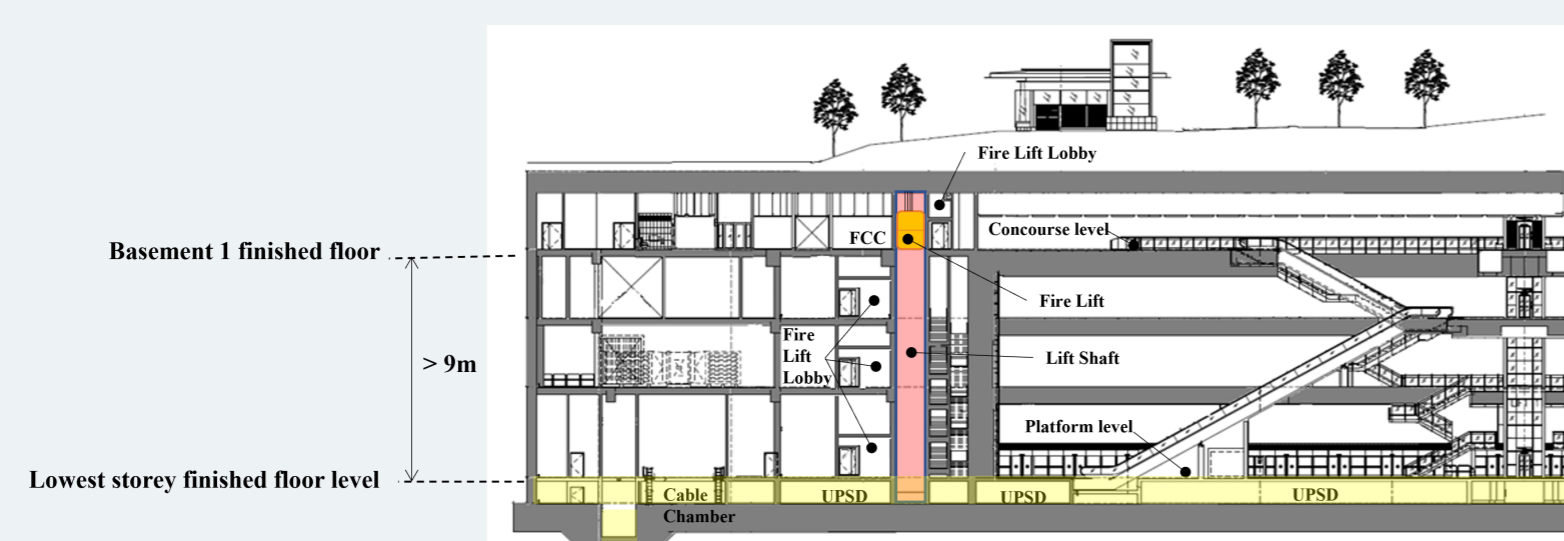 Fire Lift Lobby
Concourse level
FCC
Basement 1 finished floor
Fire Lift
Fire
Lift
Lobby
Lift Shaft
> 9m
Platform level
Lowest storey finished floor level
Cable
Chamber
UPSD
UPSD
UPSD